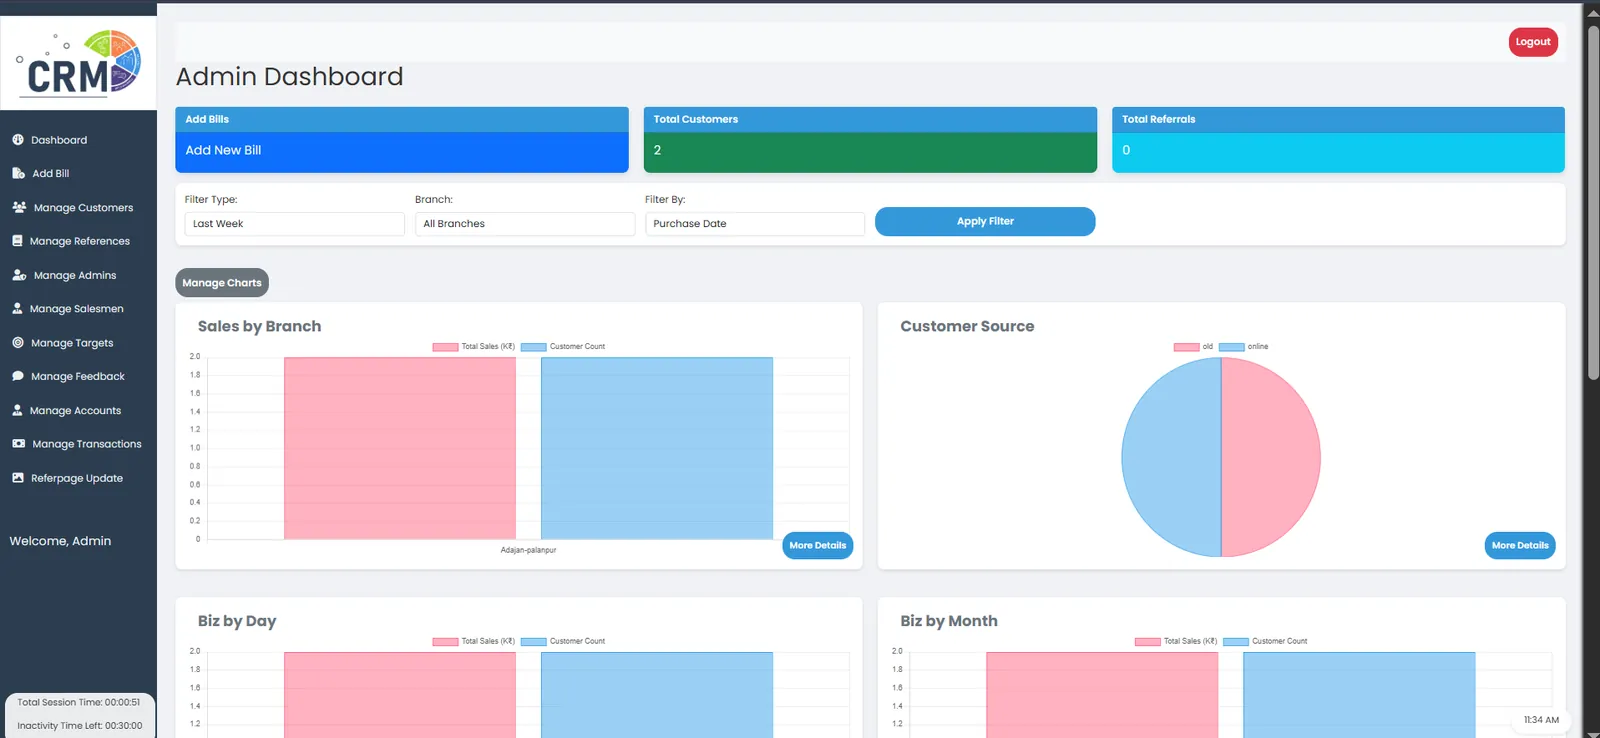 CRM
Logout
Admin Dashboard
Add Bills
Add New Bill
Total Customers
2
Total Referrals
0
Dashboard
Add Bill
Manage Customers
Manage References
Manage Admins
Manage Salesmen
Manage Targets
Manage Feedback
Manage Accounts
Manage Transactions
Referpage Update
Welcome, Admin
Total Session Time: 00:00:51
Inactivity Time Left: 00:30:00
Filter Type:
Last Week
Branch:
All Branches
Filter By:
Purchase Date
Apply Filter
Manage Charts
Sales by Branch
Total Sales (K₹) Customer Count
2.0
1.8
1.6
1.4
1.2
1.0
0.8
0.6
0.4
0.2
0
Adajan-palanpur
More Details
Customer Source
old online
More Details
Biz by Day
Total Sales (K₹) Customer Count
2.0
1.8
1.6
1.4
1.2
Biz by Month
Total Sales (K₹) Customer Count
2.0
1.8
1.6
1.4
1.2
11:34 AM